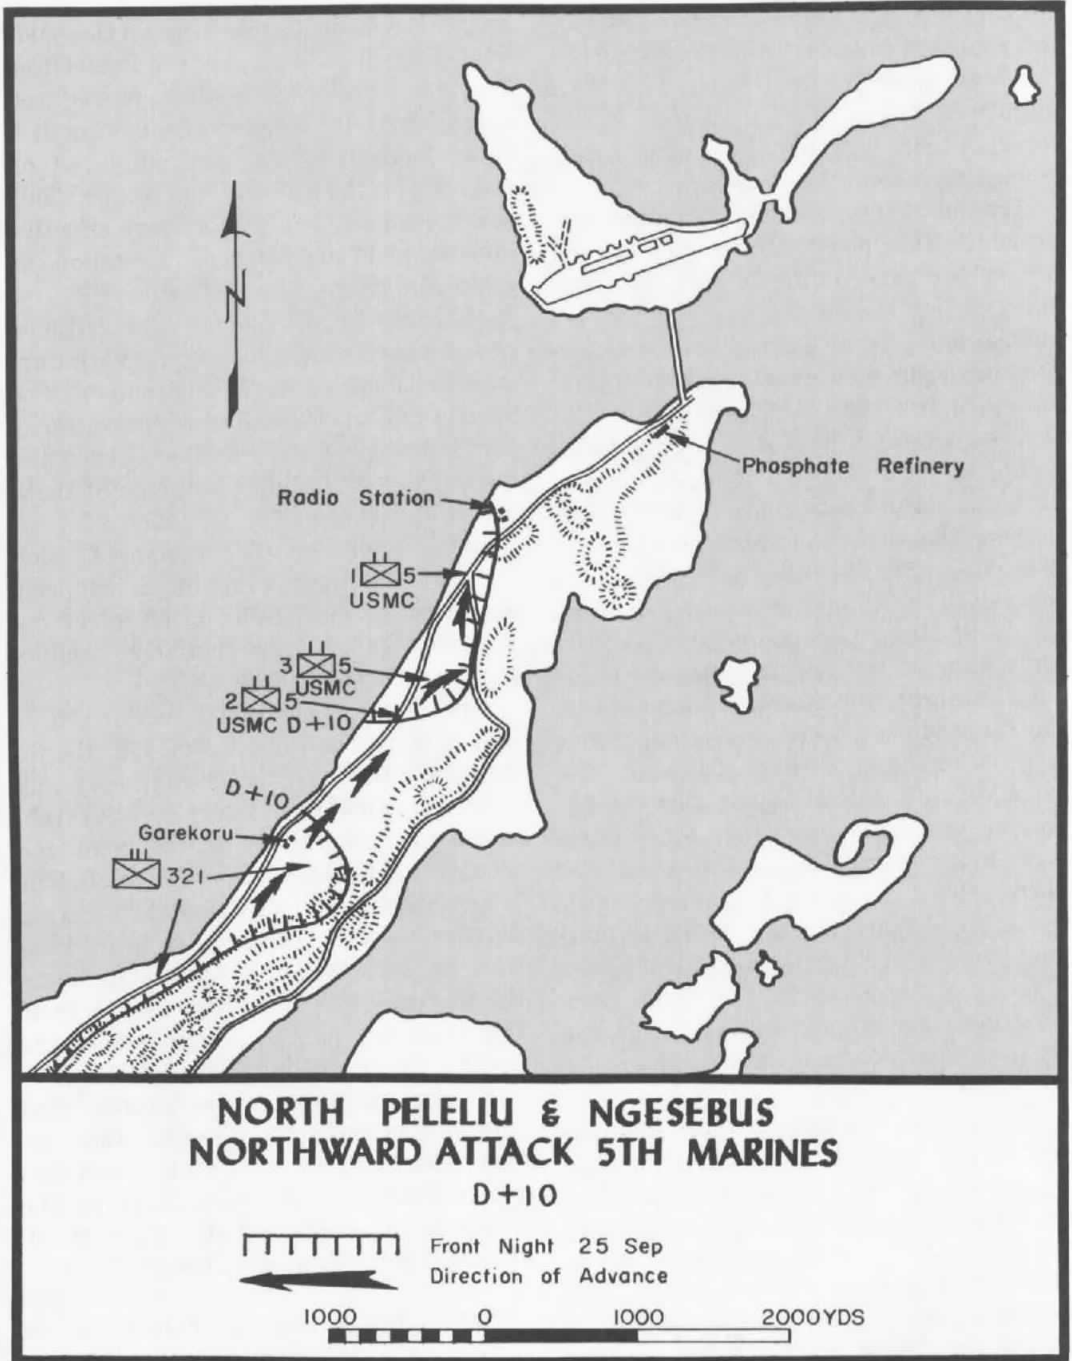 Phosphate Refinery
Radio Station
1 5
USMC
3 5
USMC
2 5
USMC D+10
D+10
Garekoru
321
NORTH PELELIU & NGESEBUS
NORTHWARD ATTACK 5TH MARINES
D+10
Front Night 25 Sep
Direction of Advance
1000 0 1000 2000YDS